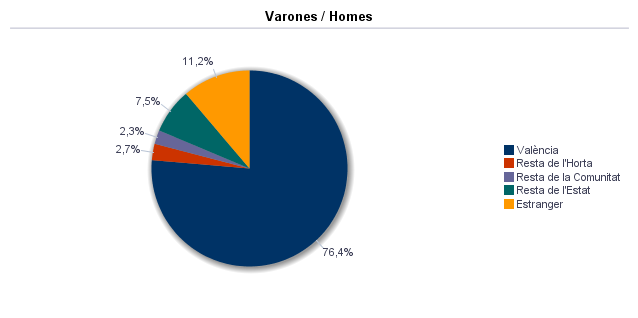 Varones / Homes
11,2%
7,5%
2,3%
2,7%
76,4%
València
Resta de l'Horta
Resta de la Comunitat
Resta de l'Estat
Estranger